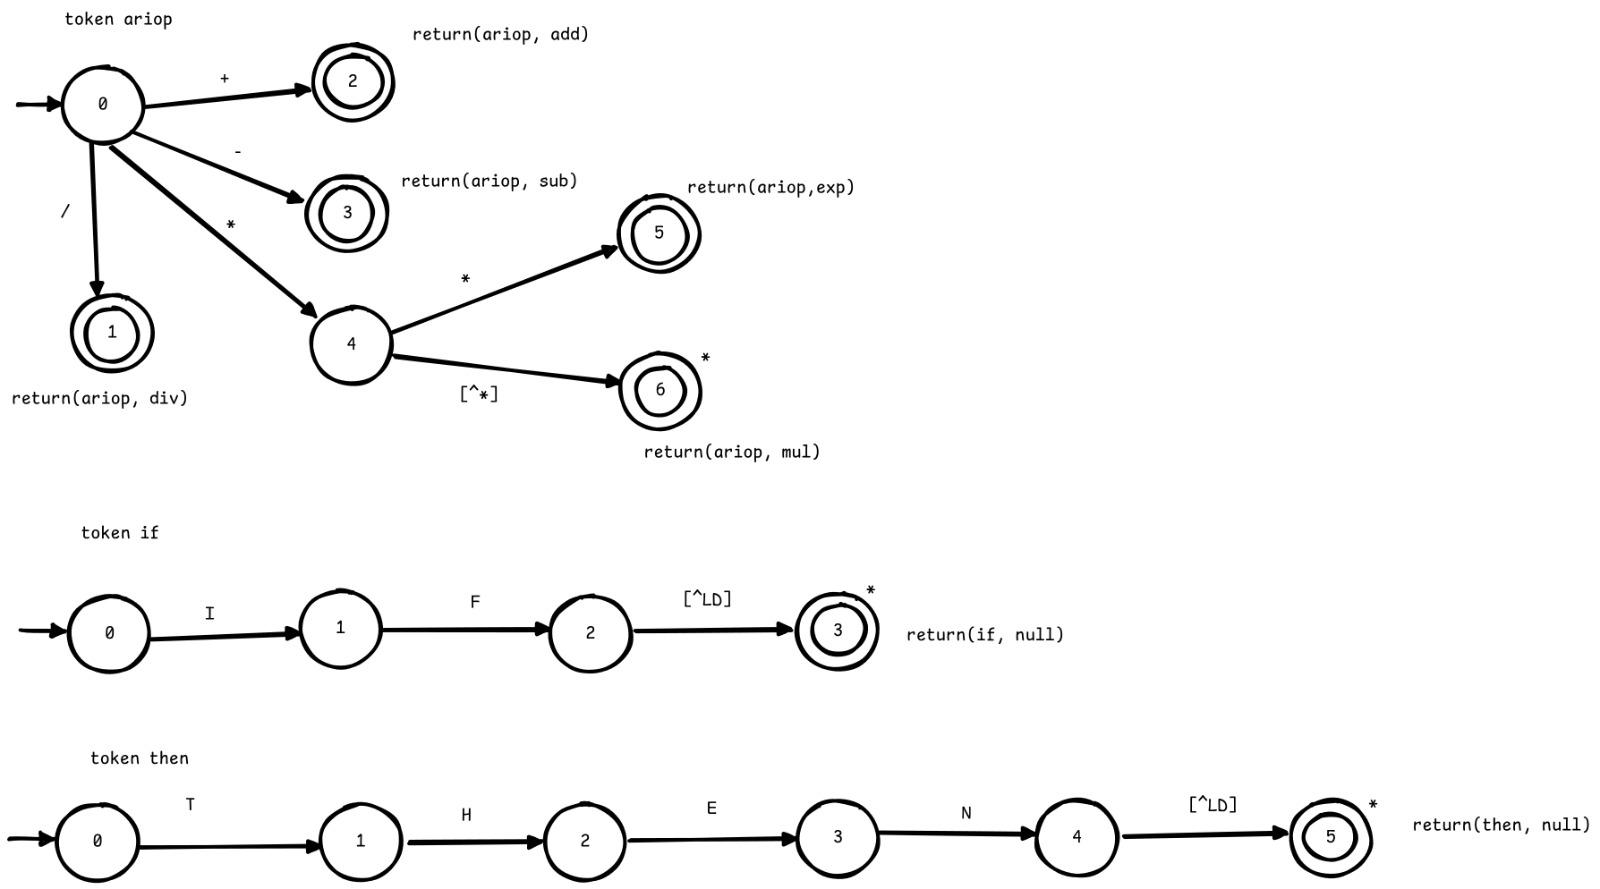 token ariop
return(ariop, add)
+
2
0
-
return(ariop, sub)
return(ariop,exp)
/
*
3
5
*
1
4
*
[^*]
6
return(ariop, div)
return(ariop, mul)
token if
0
I
1
F
2
[^LD]
3
*
return(if, null)
token then
0
T
1
H
2
E
3
N
4
[^LD]
5
*
return(then, null)